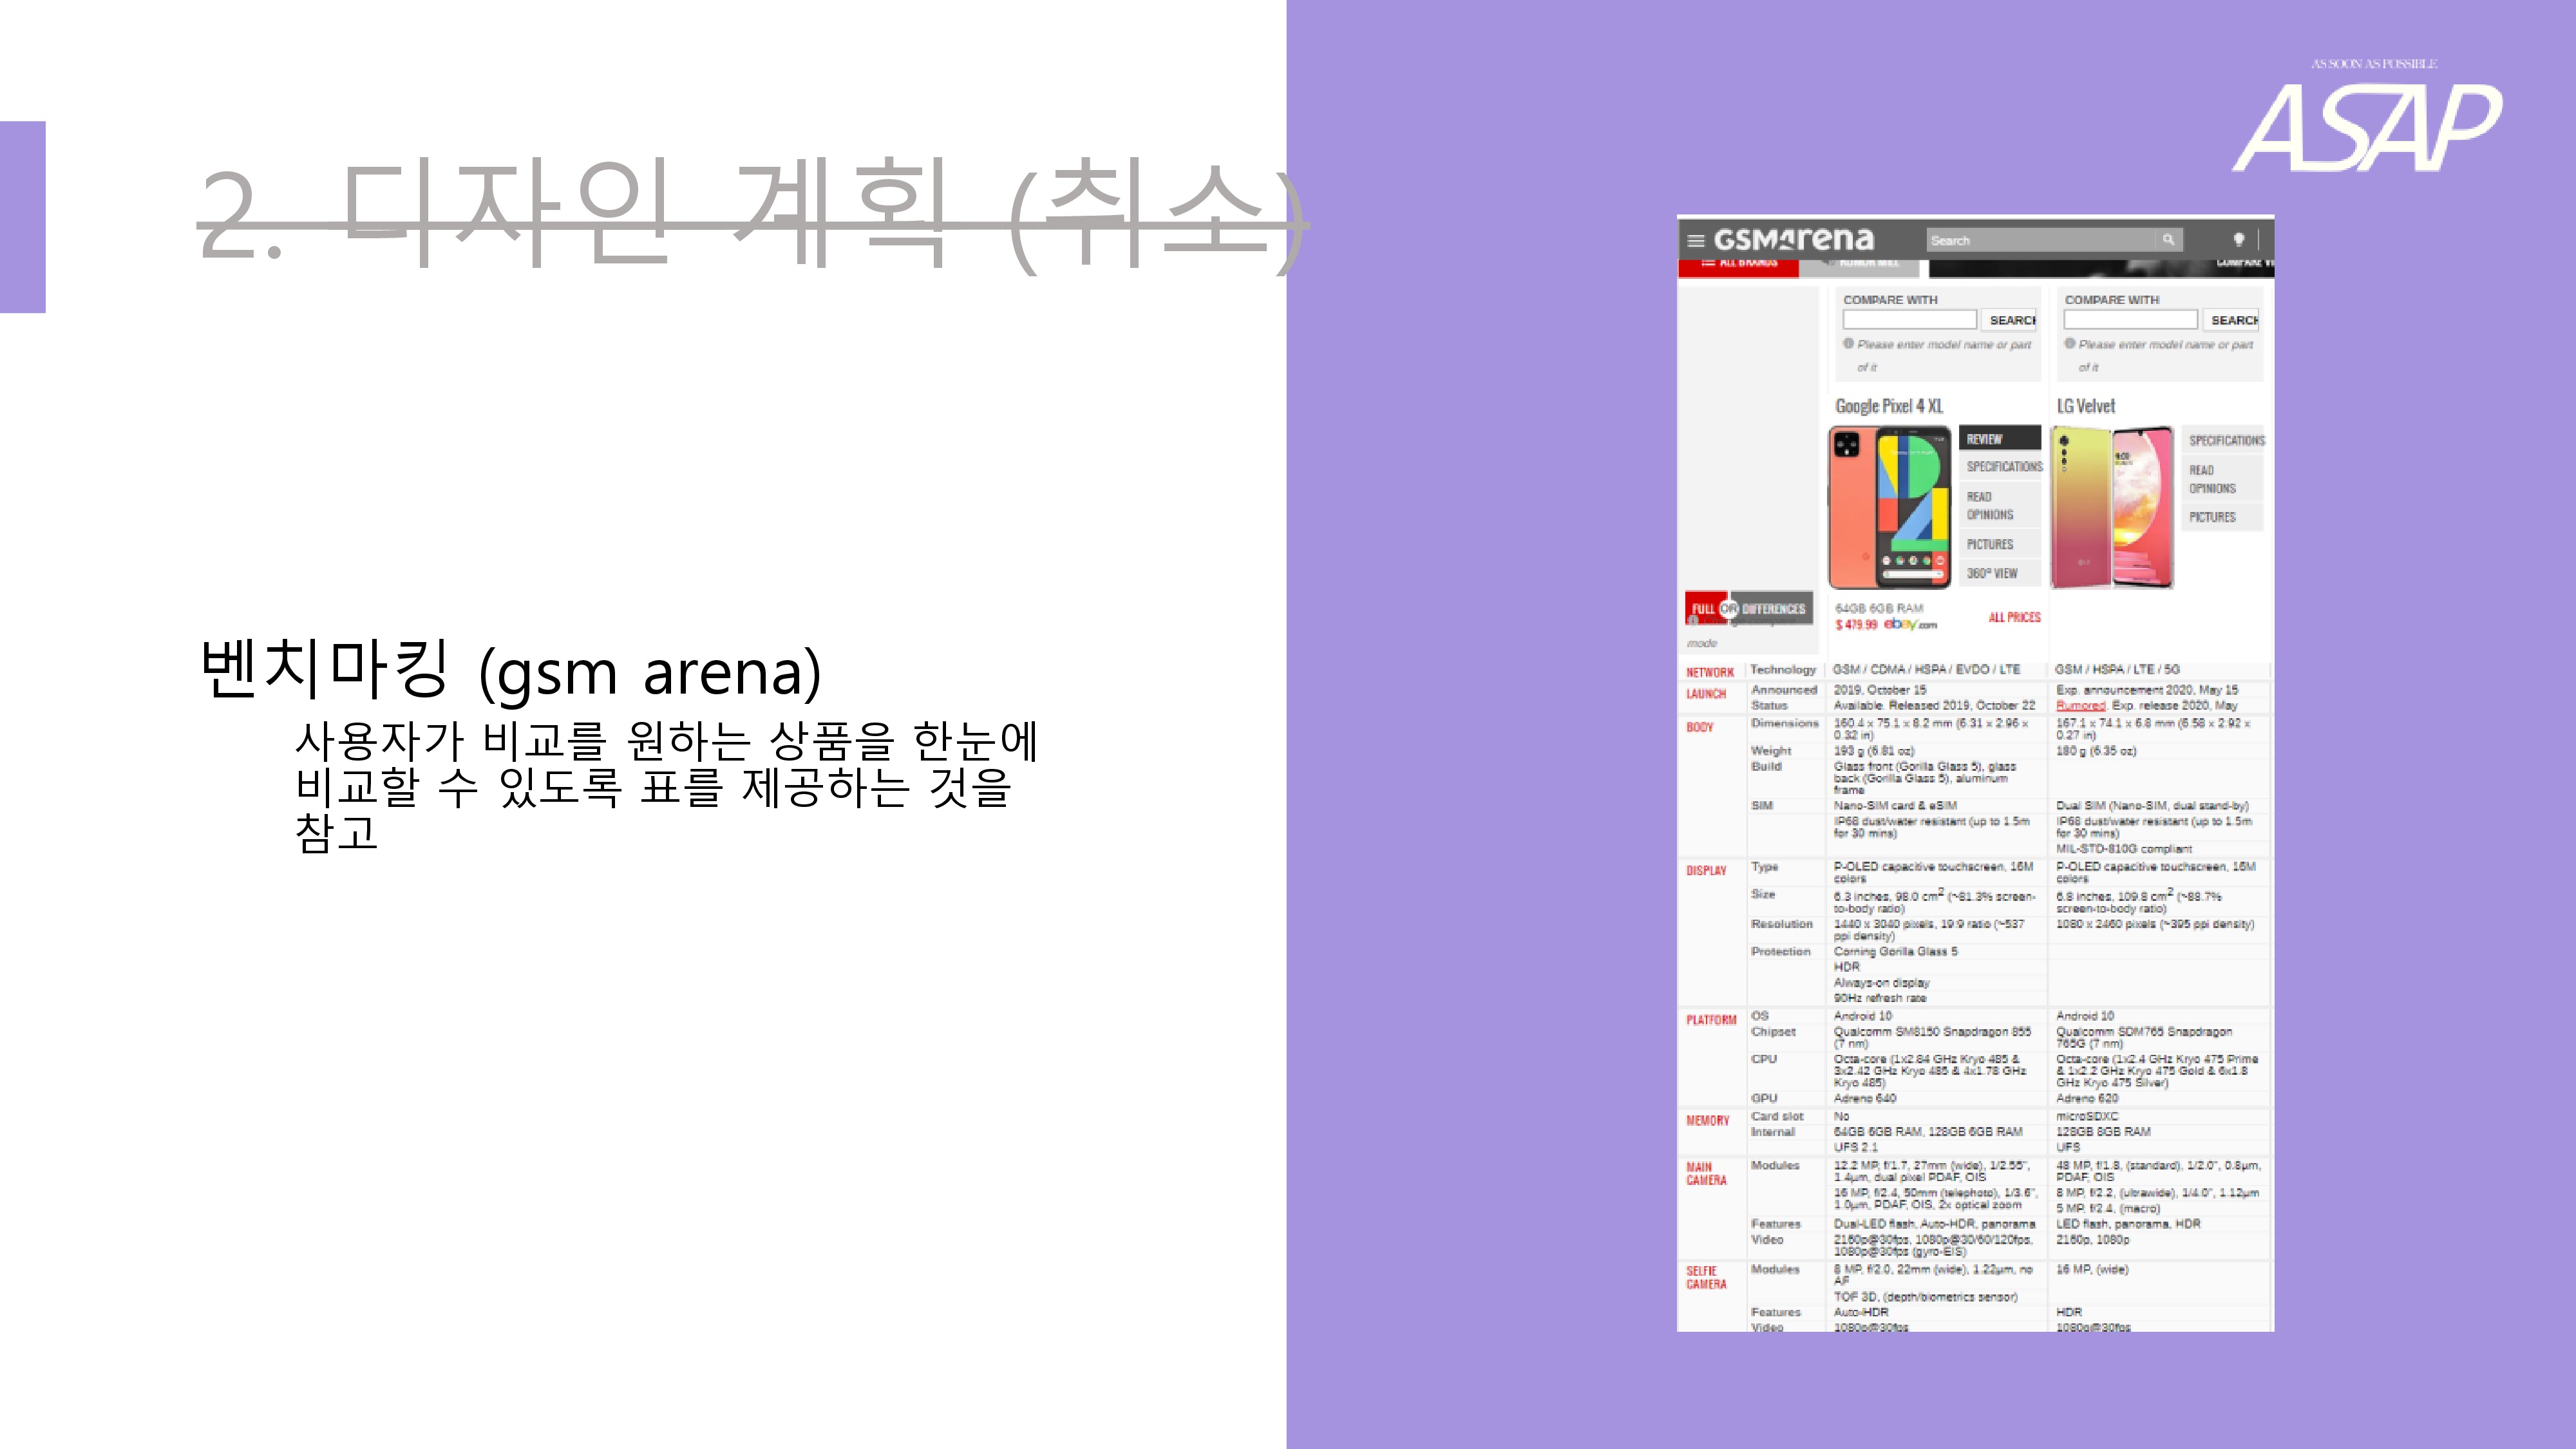 2. 디자인 계획 (취소)
벤치마킹 (gsm arena)
사용자가 비교를 원하는 상품을 한눈에
비교할 수 있도록 표를 제공하는 것을
참고
AS SOON AS POSSIBLE
ASAP
GSMArena
Search
ALL BRANDS RUMOR MILL
COMPARE WITH COMPARE WITH
SEARCH SEARCH
Please enter model name or part Please enter model name or part
of it of it
Google Pixel 4 XL LG Velvet
REVIEW
SPECIFICATIONS
READ
OPINIONS
PICTURES
360° VIEW
SPECIFICATIONS
READ
OPINIONS
PICTURES
FULL OR DIFFERENCES
mode
64GB 6GB RAM
$ 479.99 ebay.com
ALL PRICES
NETWORK Technology GSM / CDMA / HSPA / EVDO / LTE GSM / HSPA / LTE / 5G
LAUNCH Announced 2019, October 15 Exp. announcement 2020, May 15
Status Available. Released 2019, October 22 Rumored. Exp. release 2020, May
BODY Dimensions 160.4 x 75.1 x 8.2 mm (6.31 x 2.96 x 167.1 x 74.1 x 6.8 mm (6.58 x 2.92 x
0.32 in) 0.27 in)
Weight 193 g (6.81 oz) 180 g (6.35 oz)
Build Glass front (Gorilla Glass 5), glass
back (Gorilla Glass 5), aluminum
frame
SIM Nano-SIM card & eSIM Dual SIM (Nano-SIM, dual stand-by)
IP68 dust/water resistant (up to 1.5m IP68 dust/water resistant (up to 1.5m
for 30 mins) for 30 mins)
MIL-STD-810G compliant
DISPLAY Type P-OLED capacitive touchscreen, 16M P-OLED capacitive touchscreen, 16M
colors colors
Size 6.3 inches, 98.0 cm2 (~81.3% screen- 6.8 inches, 109.8 cm2 (~88.7%
to-body ratio) screen-to-body ratio)
Resolution 1440 x 3040 pixels, 19:9 ratio (~537 1080 x 2460 pixels (~395 ppi density)
ppi density)
Protection Corning Gorilla Glass 5
HDR
Always-on display
90Hz refresh rate
PLATFORM OS Android 10 Android 10
Chipset Qualcomm SM8150 Snapdragon 855 Qualcomm SDM765 Snapdragon
(7 nm) 765G (7 nm)
CPU Octa-core (1x2.84 GHz Kryo 485 & Octa-core (1x2.4 GHz Kryo 475 Prime
3x2.42 GHz Kryo 485 & 4x1.78 GHz & 1x2.2 GHz Kryo 475 Gold & 6x1.8
Kryo 485) GHz Kryo 475 Silver)
GPU Adreno 640 Adreno 620
MEMORY Card slot No microSDXC
Internal 64GB 6GB RAM, 128GB 6GB RAM 128GB 8GB RAM
UFS 2.1 UFS
MAIN CAMERA Modules 12.2 MP, f/1.7, 27mm (wide), 1/2.55", 48 MP, f/1.8, (standard), 1/2.0", 0.8µm,
1.4µm, dual pixel PDAF, OIS PDAF, OIS
16 MP, f/2.4, 50mm (telephoto), 1/3.6", 8 MP, f/2.2, (ultrawide), 1/4.0", 1.12µm
1.0µm, PDAF, OIS, 2x optical zoom 5 MP, f/2.4, (macro)
Features Dual-LED flash, Auto-HDR, panorama LED flash, panorama, HDR
Video 2160p@30fps, 1080p@30/60/120fps, 2160p, 1080p
1080p@30fps (gyro-EIS)
SELFIE CAMERA Modules 8 MP, f/2.0, 22mm (wide), 1.22µm, no 16 MP, (wide)
AF
TOF 3D, (depth/biometrics sensor)
Features Auto-HDR HDR
Video 1080p@30fps 1080p@30fps